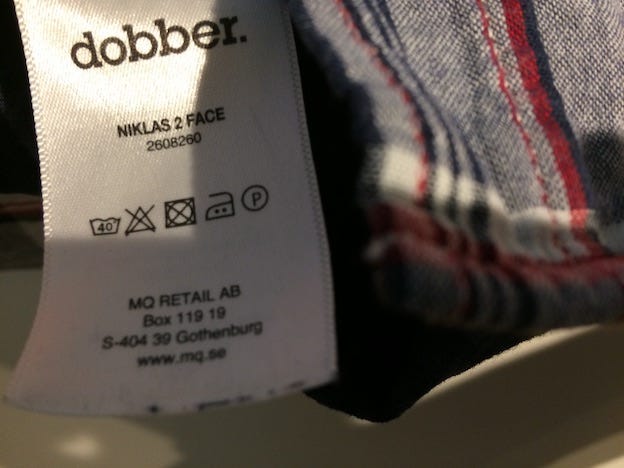 dobber.
NIKLAS 2 FACE
2608260
40 P
MQ RETAIL AB
Box 119 19
S-404 39 Gothenburg
www.mq.se